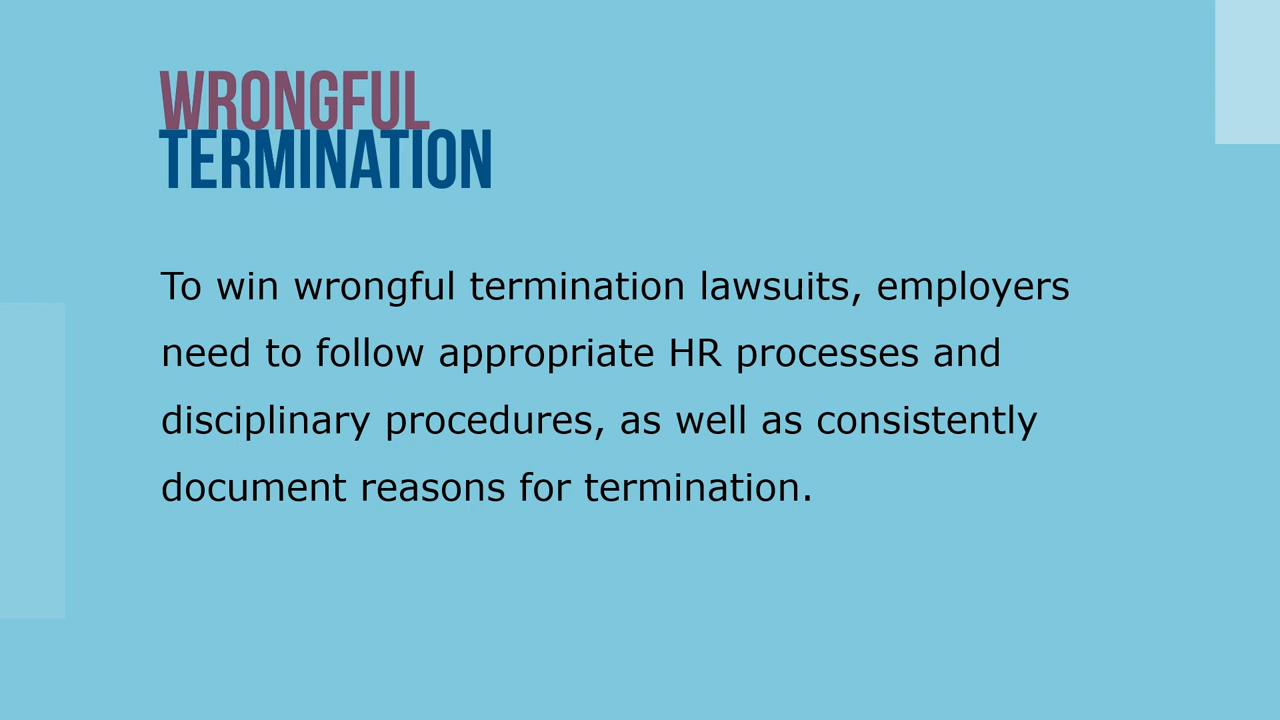 WRONGFUL
TERMINATION
To win wrongful termination lawsuits, employers
need to follow appropriate HR processes and
disciplinary procedures, as well as consistently
document reasons for termination.